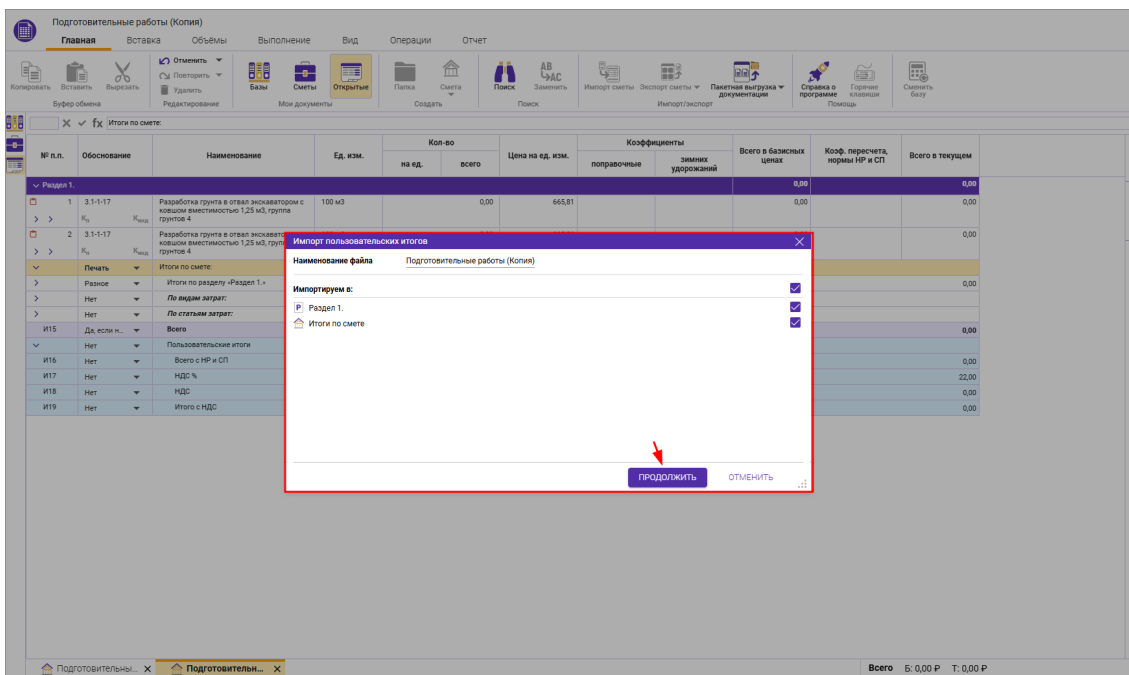 Подготовительные работы (Копия)
Главная Вставка Объёмы Выполнение Вид Операции Отчет
Копировать Вставить Вырезать
Буфер обмена
Отменить
Повторить
Удалить
Редактирование
Базы Сметы Открытые
Мои документы
Папка Смета
Создать
Поиск Заменить
AB
AC
Поиск
Импорт сметы Экспорт сметы Пакетная выгрузка документации
Импорт/экспорт
Справка о программе Горячие клавиши
Помощь
Сменить базу
fx Итоги по смете:
№ п.п. Обоснование Наименование Ед. изм. Кол-во Цена на ед. изм. Коэффициенты Всего в базисных ценах Коэф. пересчета, нормы НР и СП Всего в текущем
на ед. всего поправочные зимних удорожаний
Раздел 1. 0,00 0,00
1 3.1-1-17 Разработка грунта в отвал экскаватором с ковшом вместимостью 1,25 м3, группа грунтов 4 100 м3 0,00 665,81 0,00 0,00
2 3.1-1-17 Разработка грунта в отвал экскавато
ковшом вместимостью 1,25 м3, груп
грунтов 4 0,00
Печать Итоги по смете:
Разное Итоги по разделу «Раздел 1.» 0,00
Нет По видам затрат:
Нет По статьям затрат:
И15 Да, если н... Всего 0,00
Нет Пользовательские итоги
И16 Нет Всего с НР и СП 0,00
И17 Нет НДС % 22,00
И18 Нет НДС 0,00
И19 Нет Итого с НДС 0,00
Импорт пользовательских итогов
Наименование файла Подготовительные работы (Копия)
Импортируем в:
Р Раздел 1.
Итоги по смете
ПРОДОЛЖИТЬ ОТМЕНИТЬ
Подготовительны... Подготовительн... Всего Б: 0,00 ₽ Т: 0,00 ₽